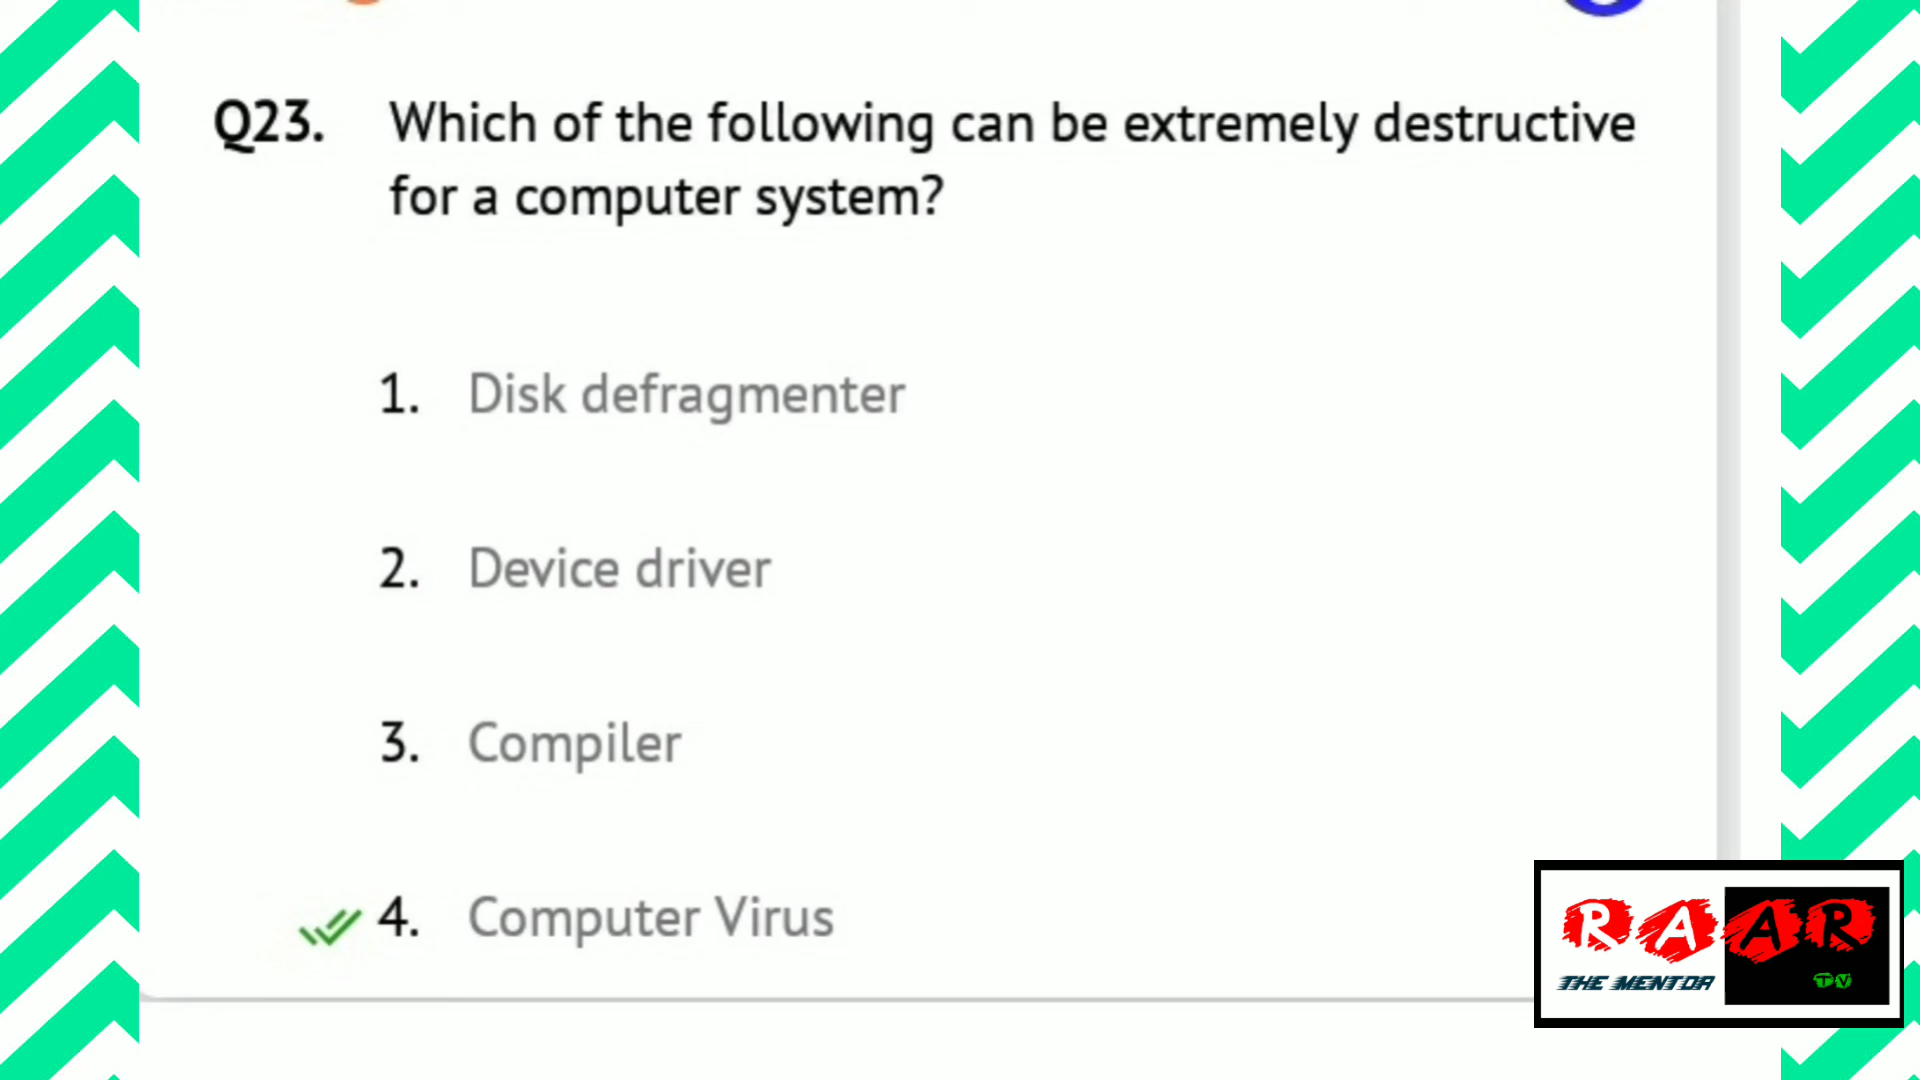 Q23. Which of the following can be extremely destructive
for a computer system?
1. Disk defragmenter
2. Device driver
3. Compiler
4. Computer Virus
RAAR
THE MENTOR TV